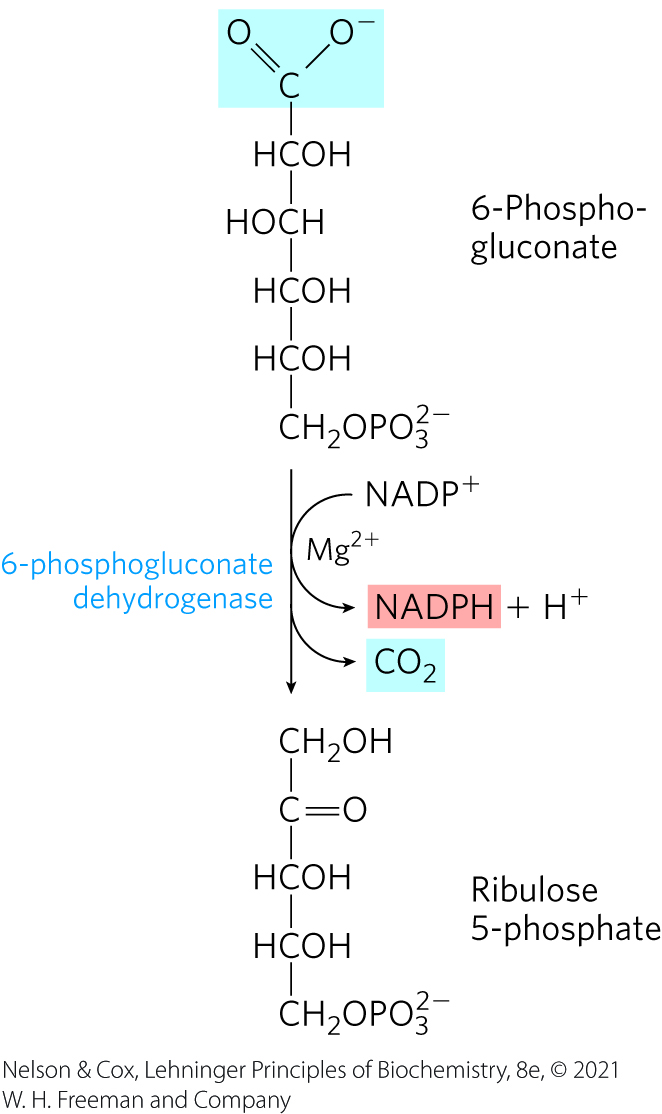 O O⁻
C
HCOH
HOCH
HCOH
HCOH
CH₂OPO₃²⁻
6-Phospho-
gluconate
NADP⁺
Mg²⁺
6-phosphogluconate
dehydrogenase
NADPH + H⁺
CO₂
CH₂OH
C=O
HCOH
HCOH
CH₂OPO₃²⁻
Ribulose
5-phosphate
Nelson & Cox, Lehninger Principles of Biochemistry, 8e, © 2021
W. H. Freeman and Company